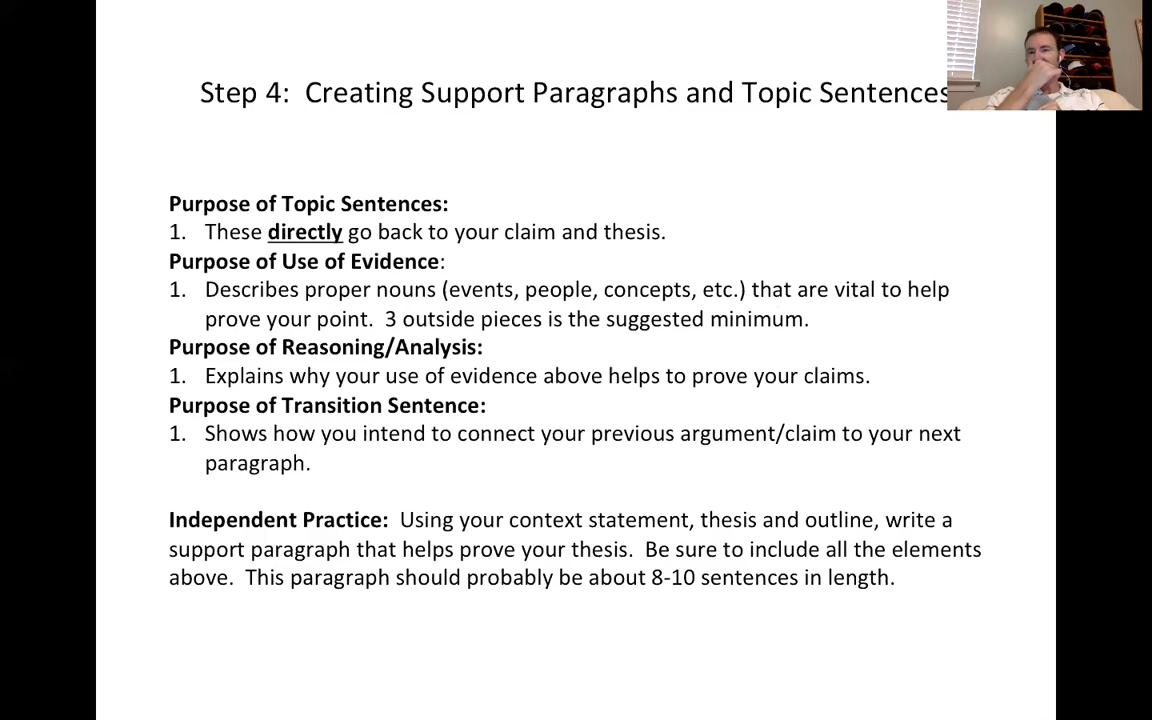 Step 4:  Creating Support Paragraphs and Topic Sentences
Purpose of Topic Sentences:
1. These directly go back to your claim and thesis.
Purpose of Use of Evidence:
1. Describes proper nouns (events, people, concepts, etc.) that are vital to help
prove your point.  3 outside pieces is the suggested minimum.
Purpose of Reasoning/Analysis:
1. Explains why your use of evidence above helps to prove your claims.
Purpose of Transition Sentence:
1. Shows how you intend to connect your previous argument/claim to your next
paragraph.
Independent Practice:  Using your context statement, thesis and outline, write a
support paragraph that helps prove your thesis.  Be sure to include all the elements
above.  This paragraph should probably be about 8-10 sentences in length.